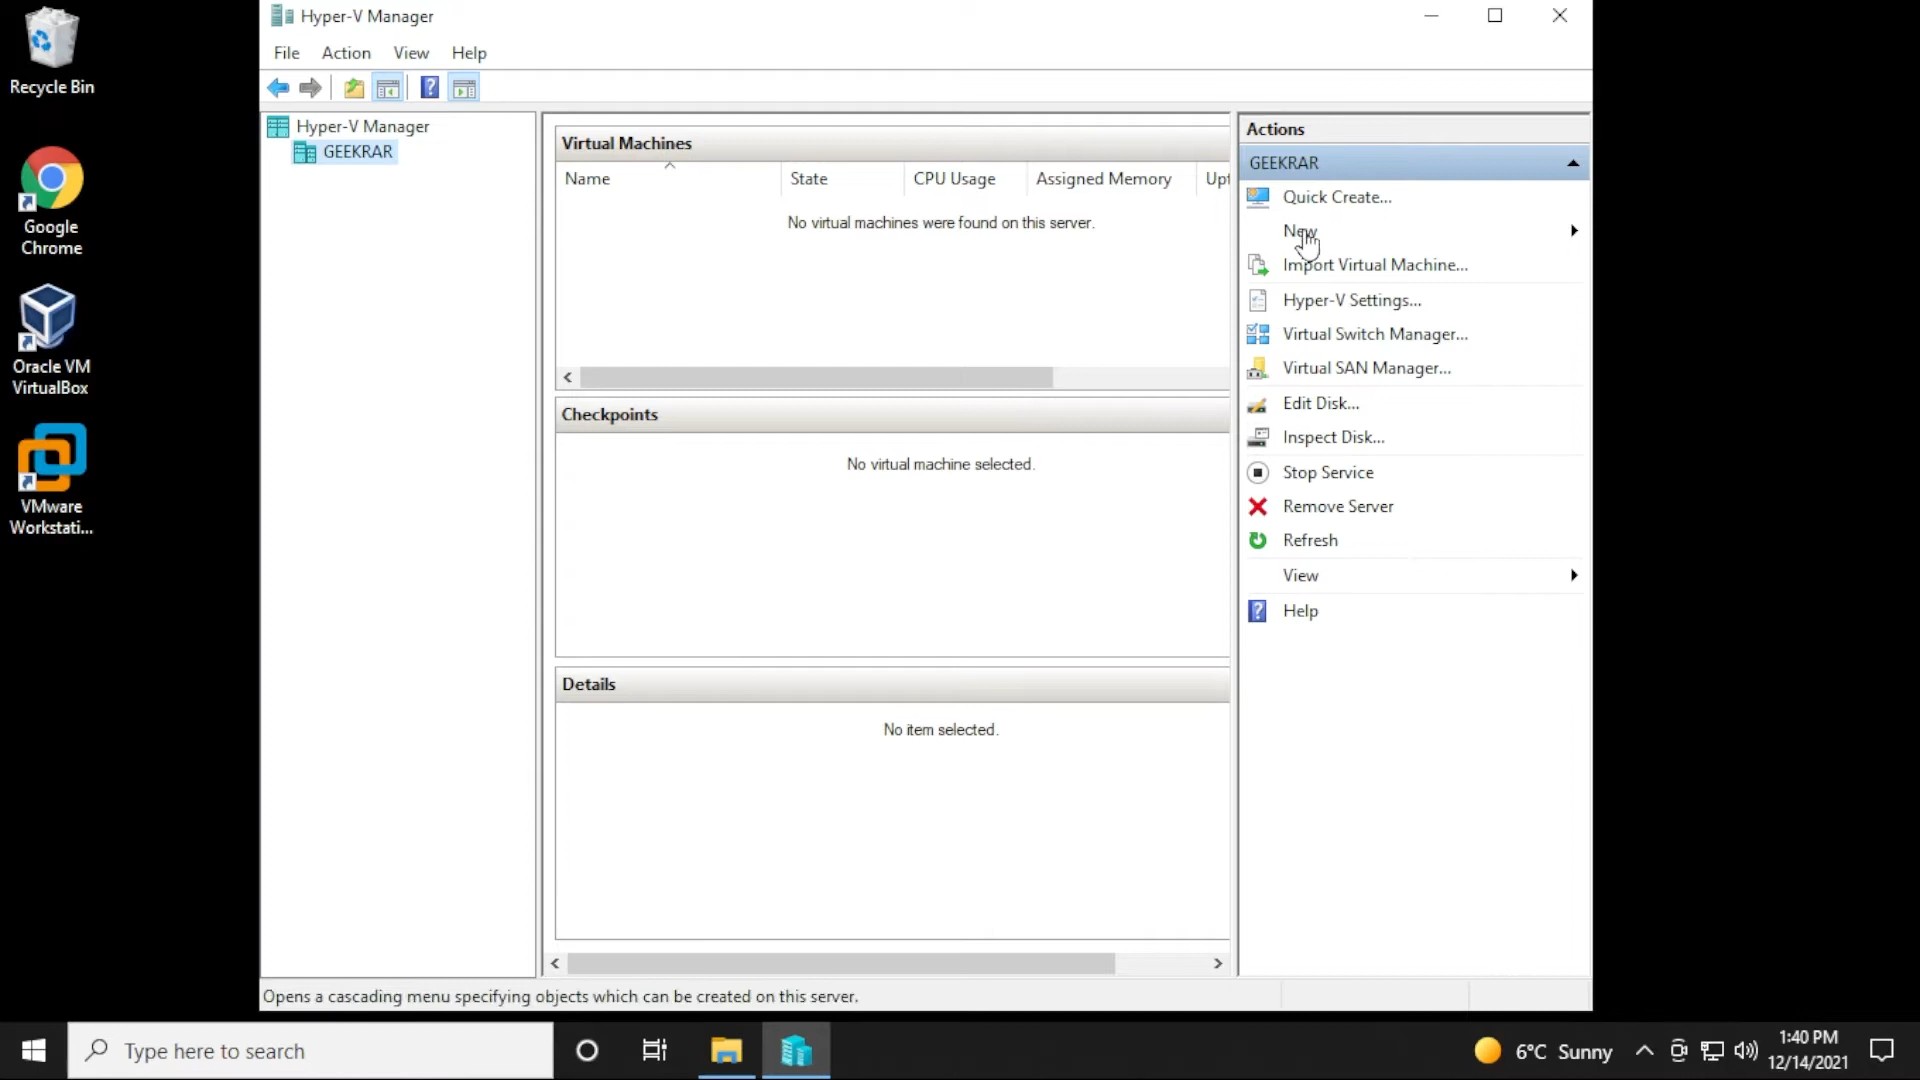 Recycle Bin
Google
Chrome
Oracle VM
VirtualBox
VMware
Workstati...
Hyper-V Manager
File Action View Help
Hyper-V Manager
GEEKRAR
Virtual Machines
Name State CPU Usage Assigned Memory Upt
No virtual machines were found on this server.
Checkpoints
No virtual machine selected.
Details
No item selected.
Actions
GEEKRAR
Quick Create...
New
Import Virtual Machine...
Hyper-V Settings...
Virtual Switch Manager...
Virtual SAN Manager...
Edit Disk...
Inspect Disk...
Stop Service
Remove Server
Refresh
View
Help
Opens a cascading menu specifying objects which can be created on this server.
Type here to search
6°C Sunny
1:40 PM
12/14/2021